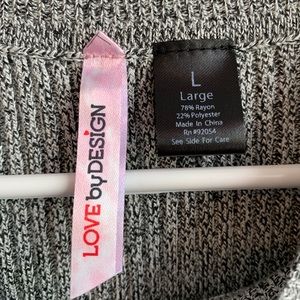 LOVE by DESIGN
L
Large
78% Rayon
22% Polyester
Made In China
Rn#92054
See Side For Care